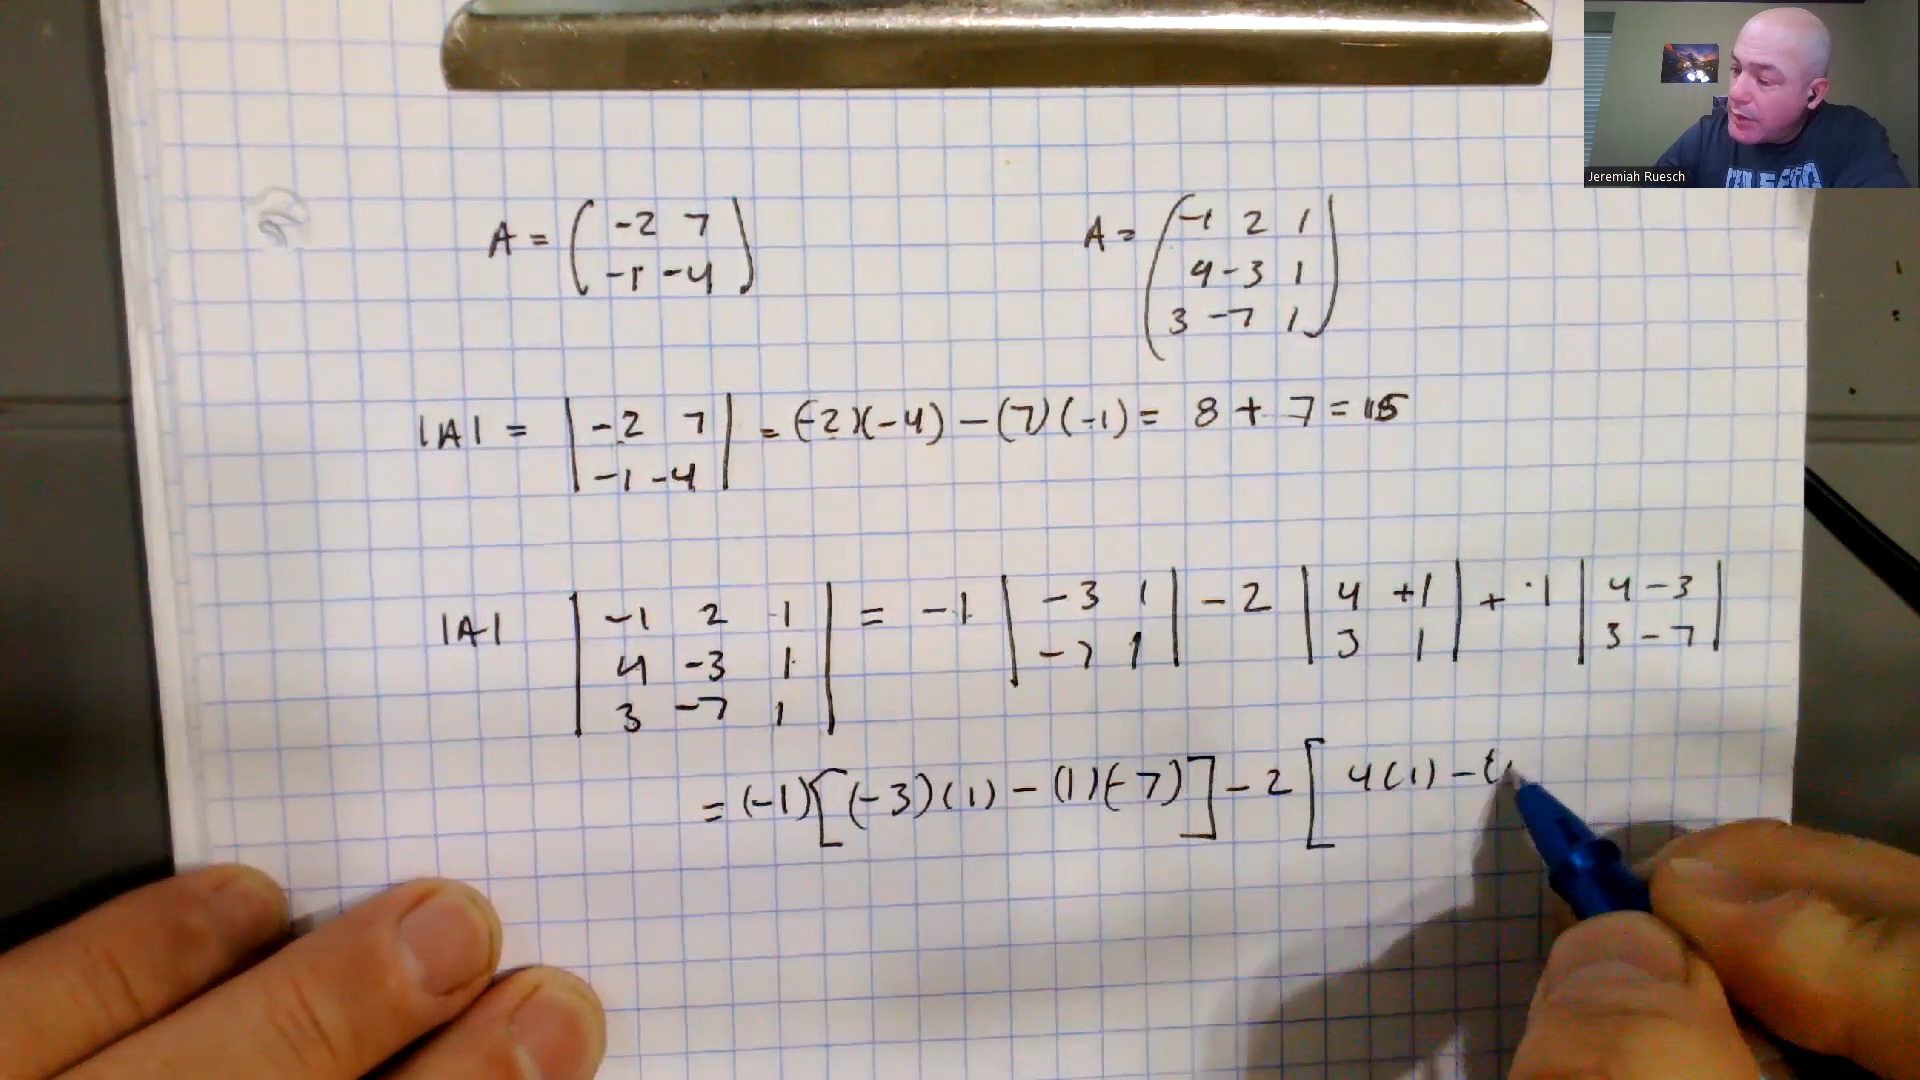 Jeremiah Ruesch
A = ( -2 7
-1 -4 )
A = ( -1 2 1
4 -3 1
3 -7 1 )
|A| = | -2 7 | = (-2)(-4) - (7)(-1) = 8 + 7 = 15
| -1 -4 |
|A| | -1 2 1 | = -1 | -3 1 | - 2 | 4 +1 | + 1 | 4 -3 |
| 4 -3 1 | | -7 1 | | 3 1 | | 3 -7 |
| 3 -7 1 |
= (-1)[(-3)(1) - (1)(-7)] - 2 [ 4(1) - (